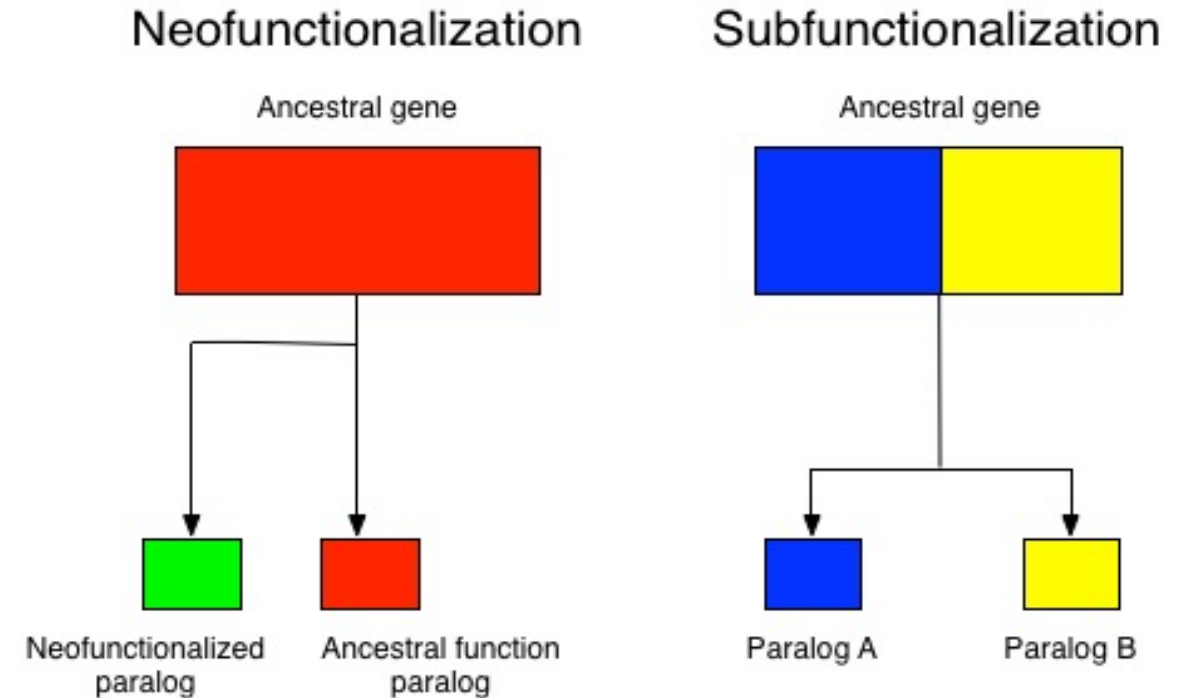 Neofunctionalization
Subfunctionalization
Ancestral gene
Ancestral gene
Neofunctionalized
paralog
Ancestral function
paralog
Paralog A
Paralog B